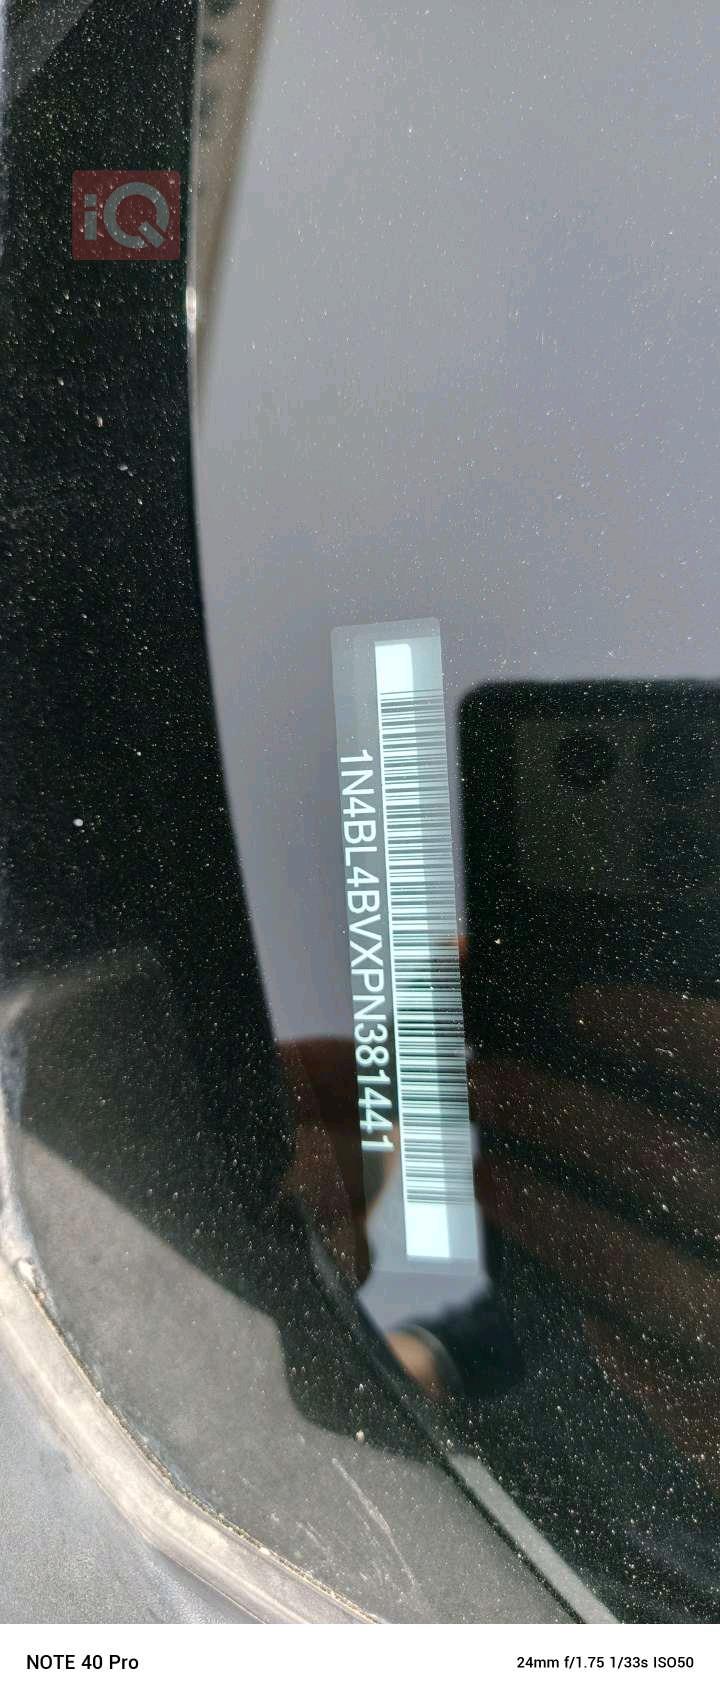 iQ
1N4BL4BVXPN381441
NOTE 40 Pro
24mm f/1.75 1/33s ISO50